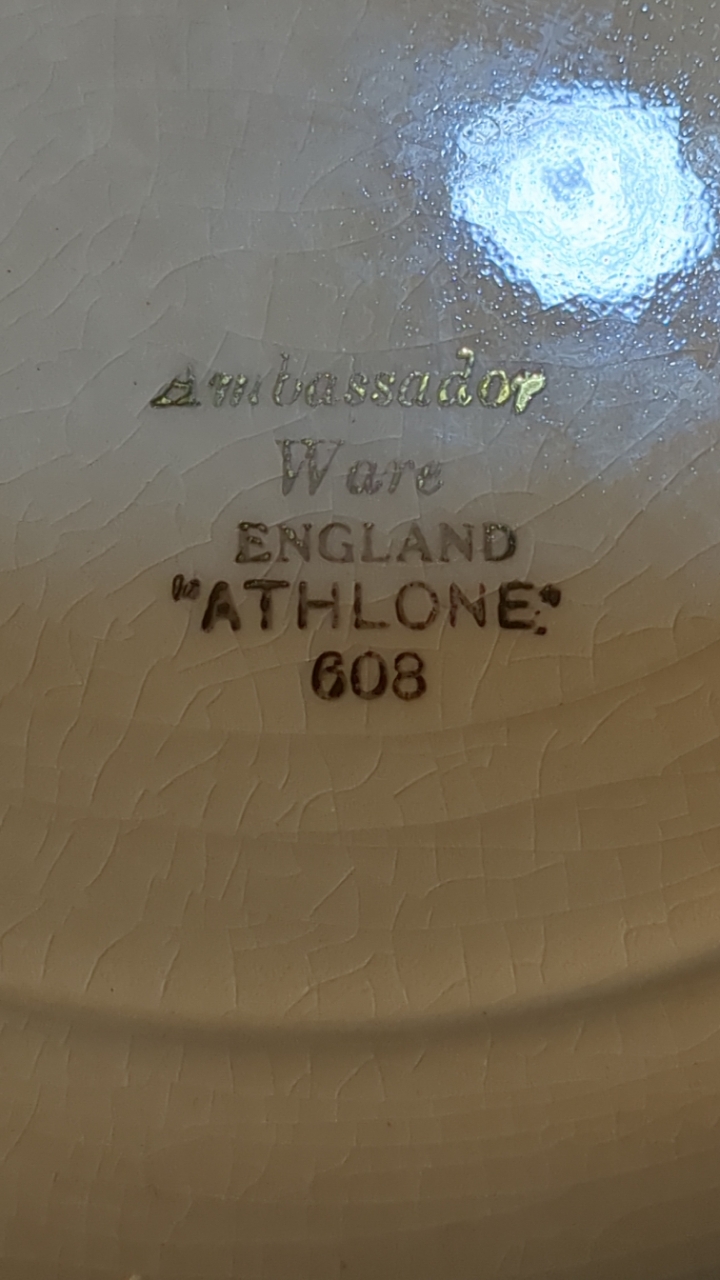 Ambassador
Ware
ENGLAND
"ATHLONE".
608